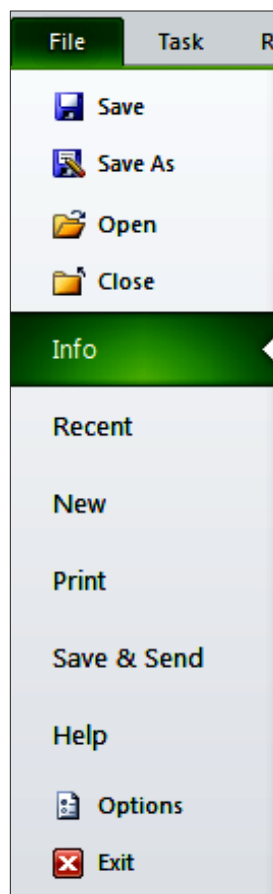 File Task R
Save
Save As
Open
Close
Info
Recent
New
Print
Save & Send
Help
Options
Exit